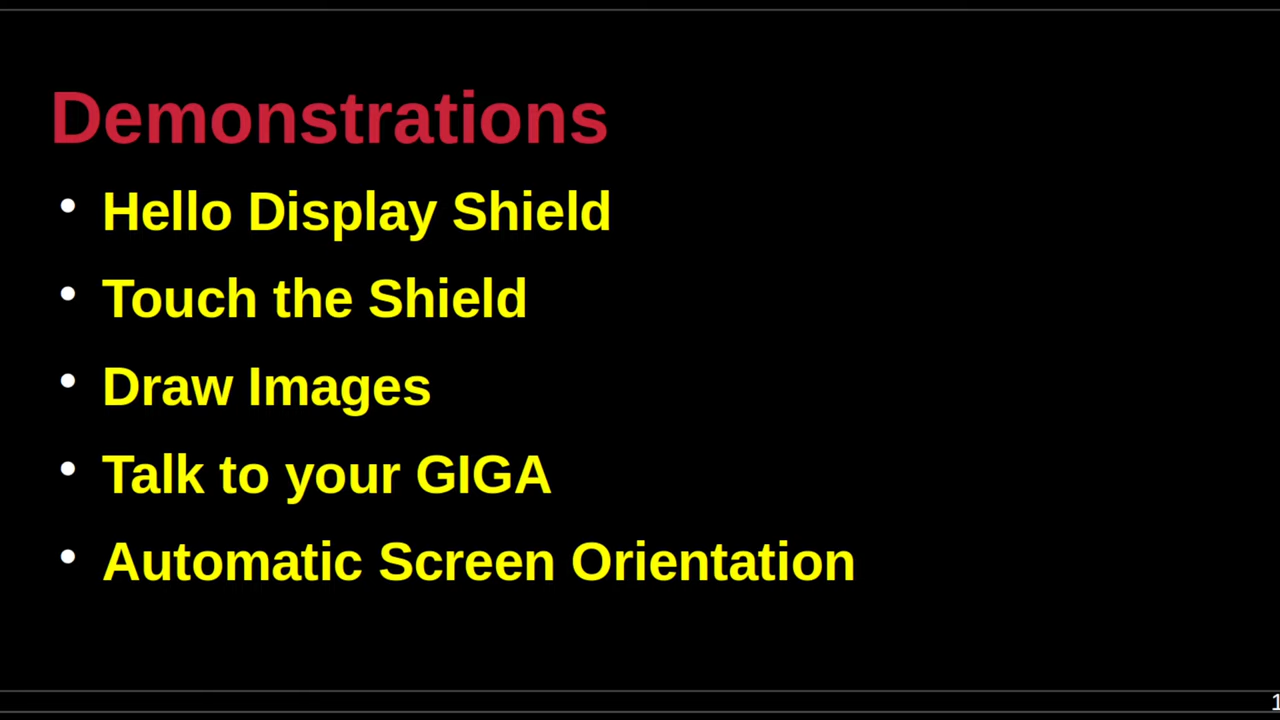 Demonstrations
• Hello Display Shield
• Touch the Shield
• Draw Images
• Talk to your GIGA
• Automatic Screen Orientation